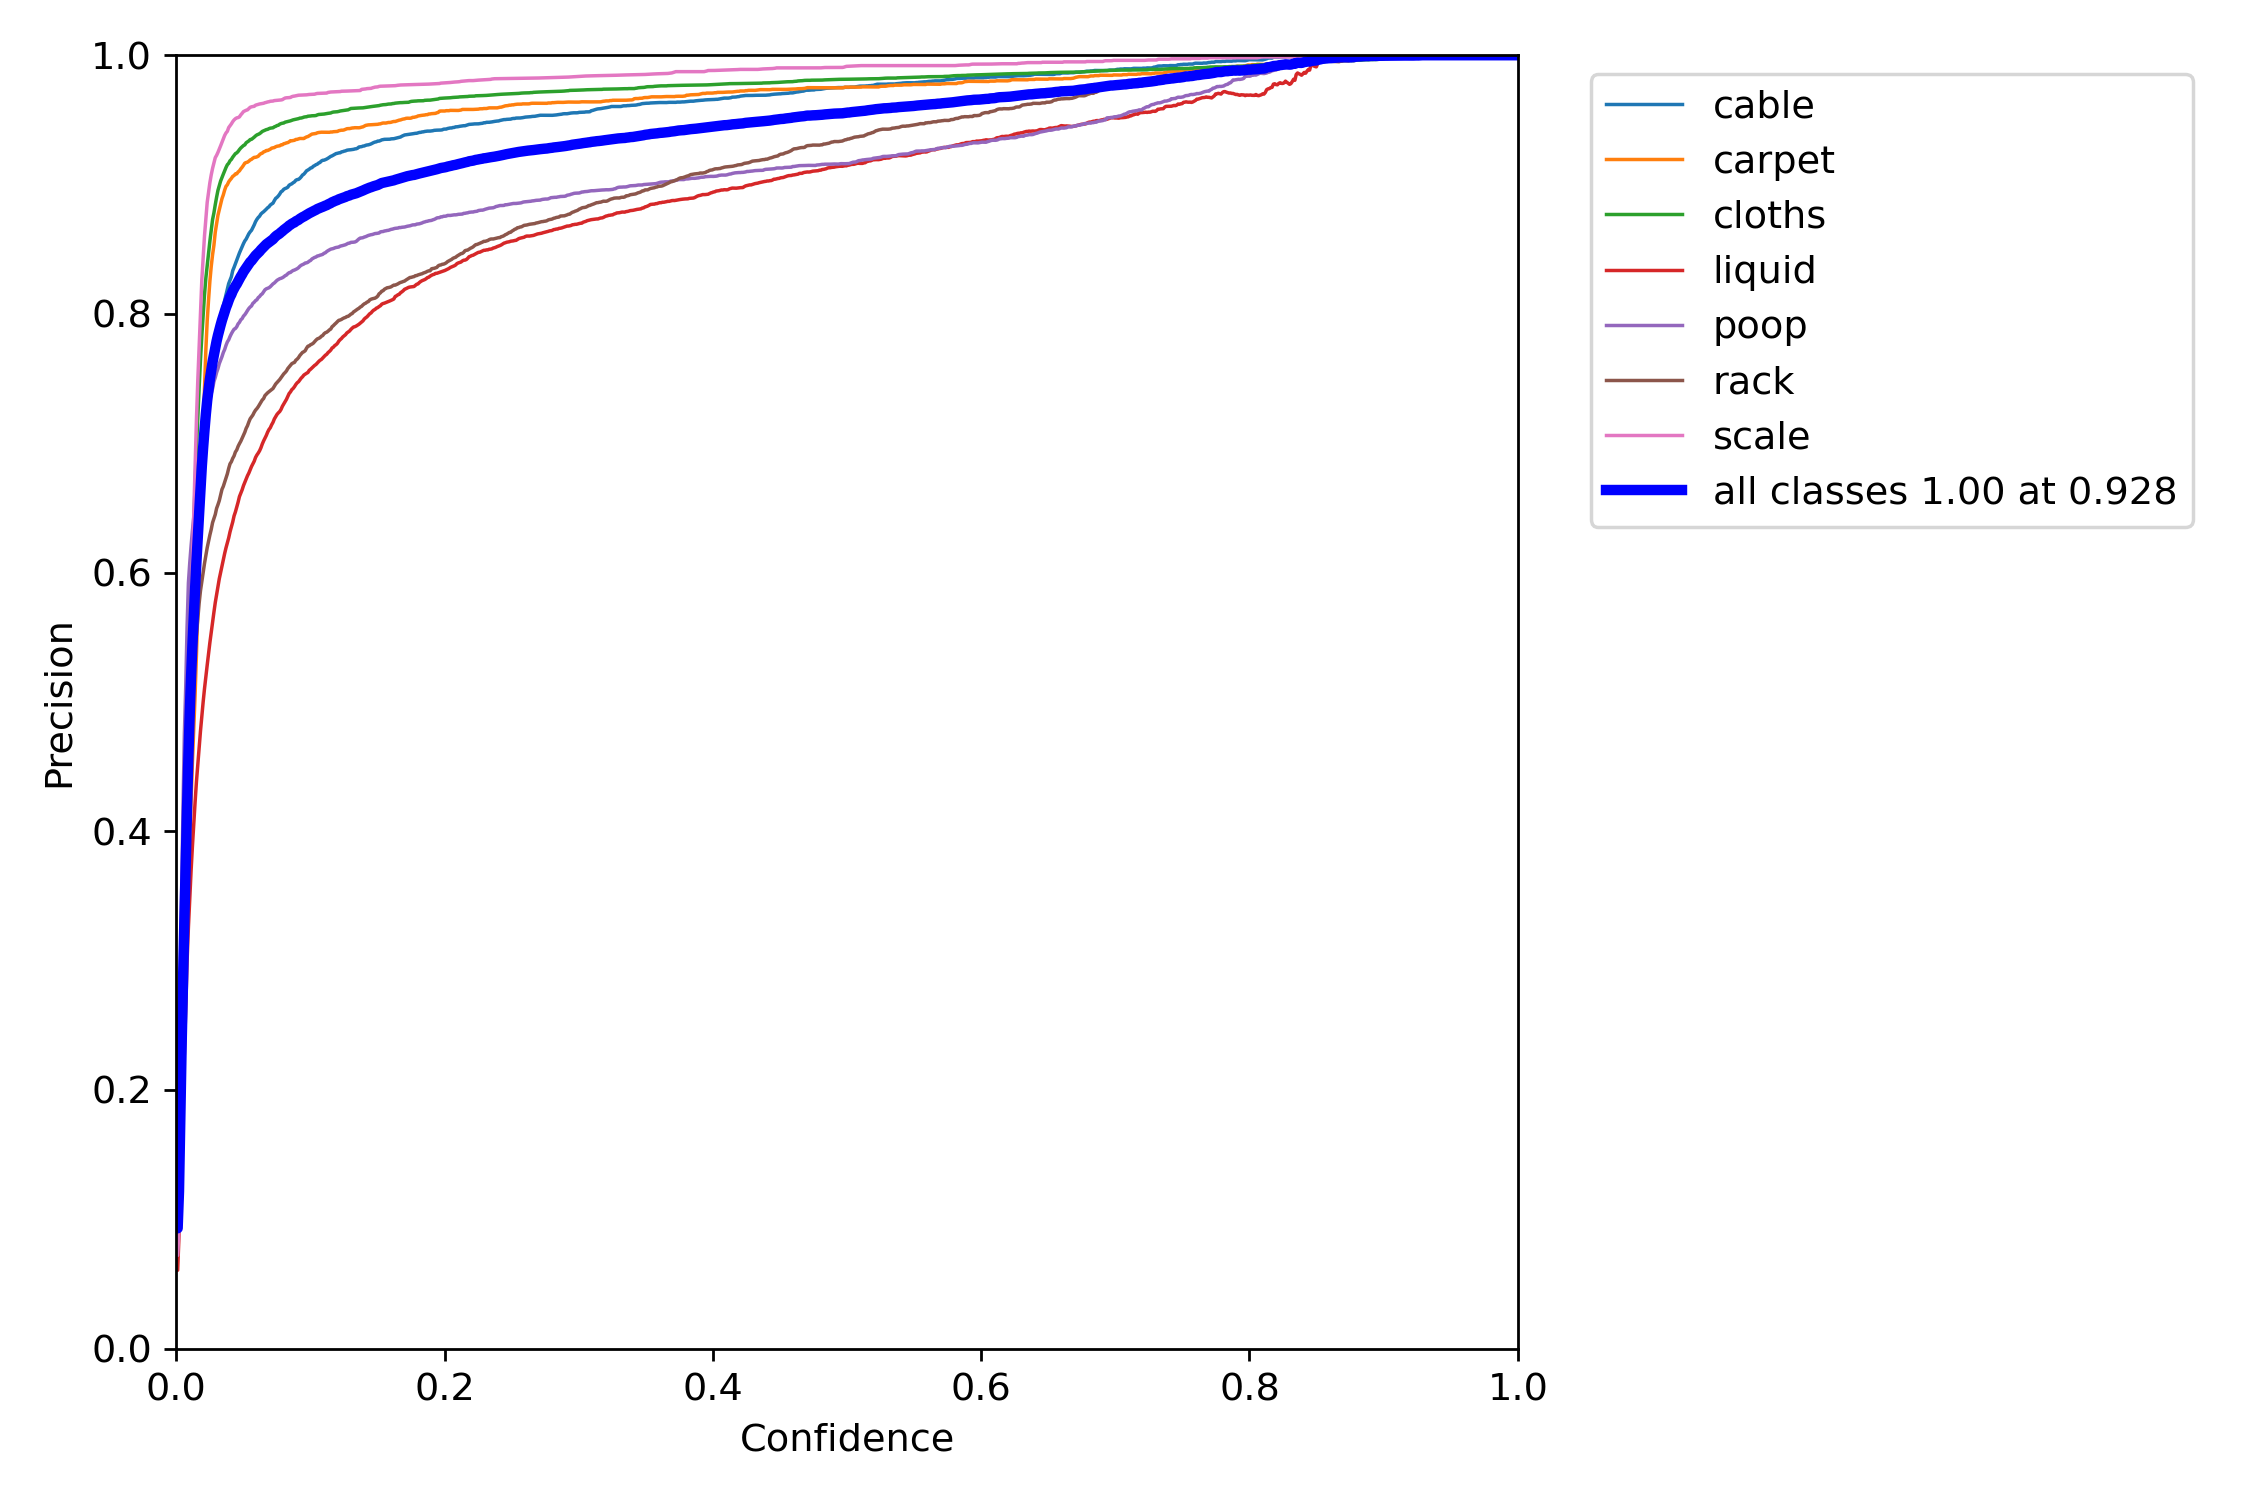 1.0
0.8
0.6
0.4
0.2
0.0
0.0 0.2 0.4 0.6 0.8 1.0
Precision
Confidence
cable
carpet
cloths
liquid
poop
rack
scale
all classes 1.00 at 0.928